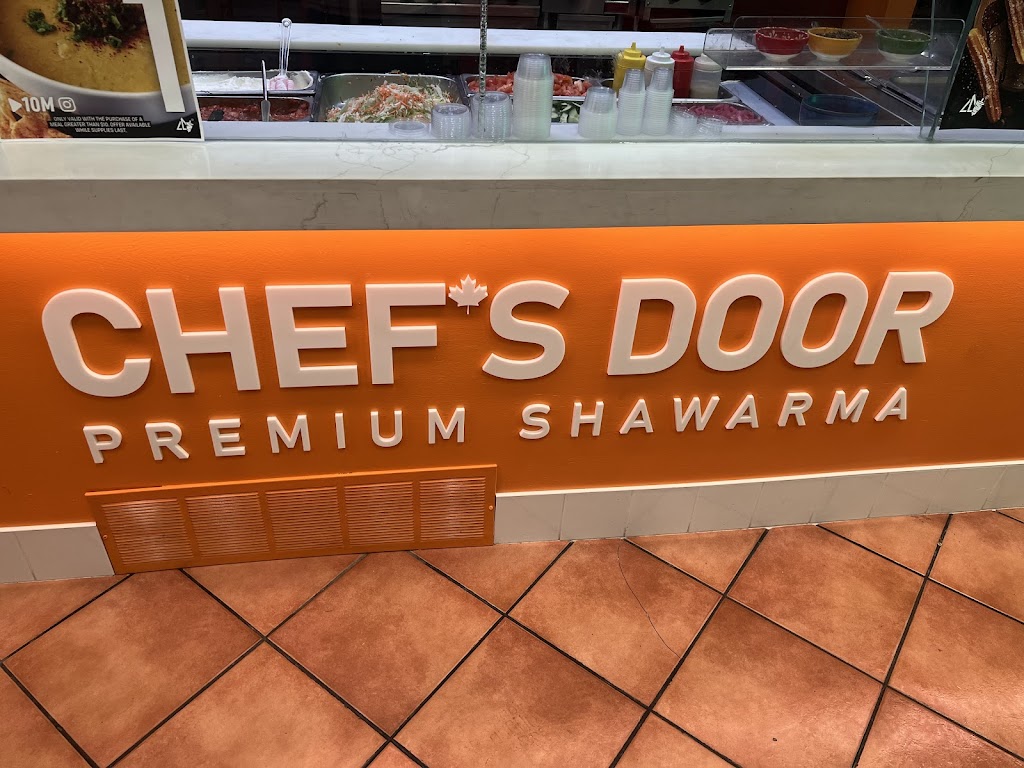 T
10M
ONLY VALID WITH THE PURCHASE OF A
MEAL GREATER THAN $10. OFFER AVAILABLE
WHILE SUPPLIES LAST.
CHEF'S DOOR
PREMIUM SHAWARMA